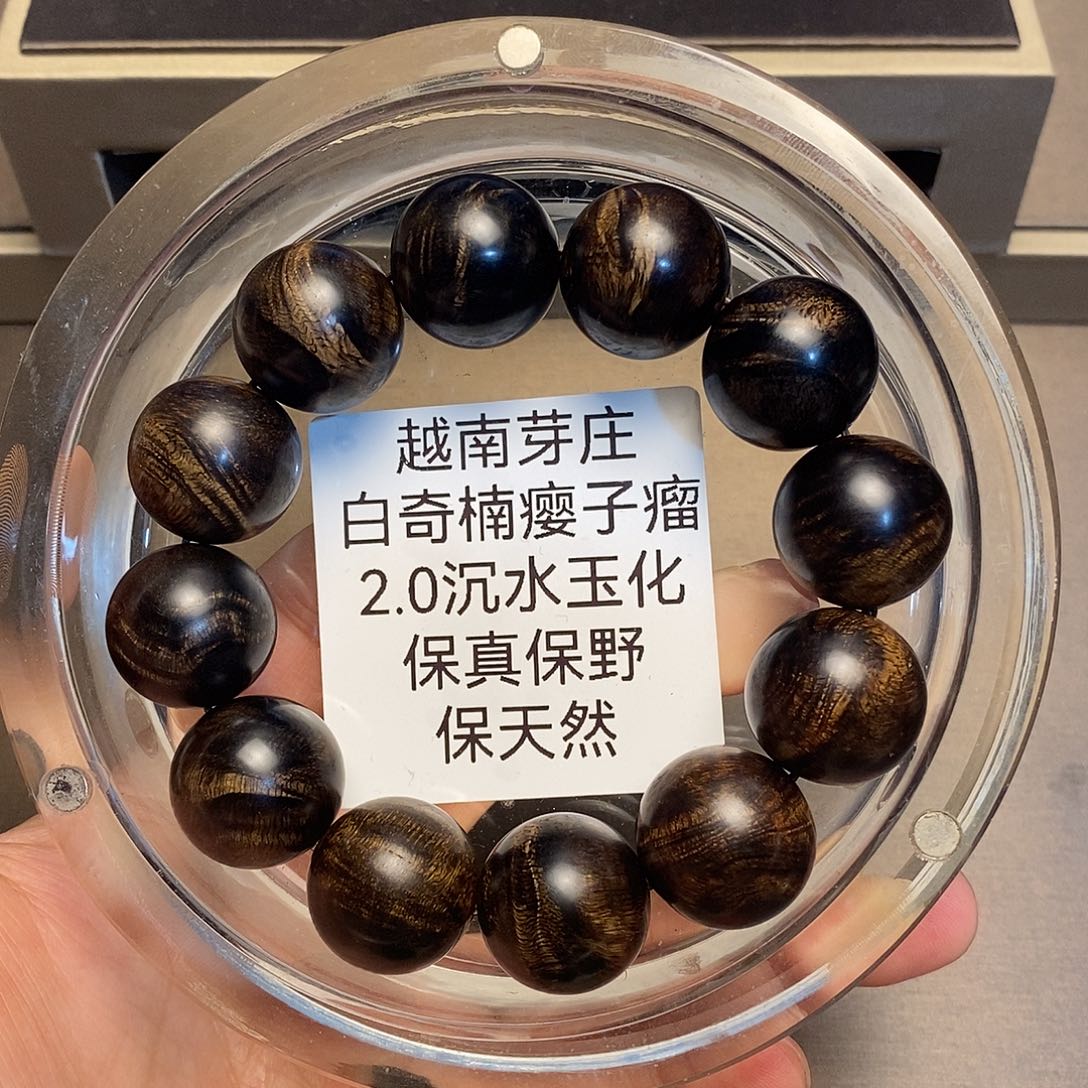 越南芽庄
白奇楠瘿子瘤
2.0沉水玉化
保真保野
保天然